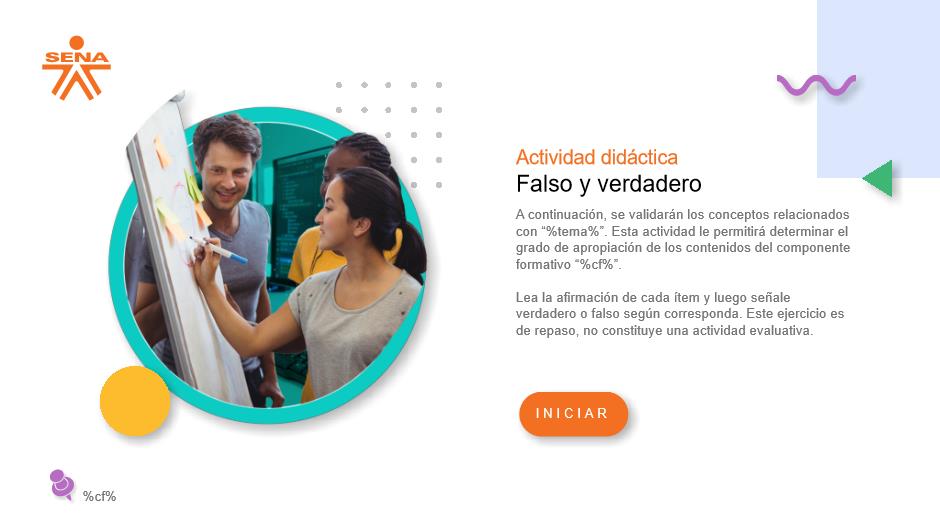 SENA
Actividad didáctica
Falso y verdadero
A continuación, se validarán los conceptos relacionados
con “%tema%”. Esta actividad le permitirá determinar el
grado de apropiación de los contenidos del componente
formativo “%cf%”.
Lea la afirmación de cada ítem y luego señale
verdadero o falso según corresponda. Este ejercicio es
de repaso, no constituye una actividad evaluativa.
INICIAR
%cf%